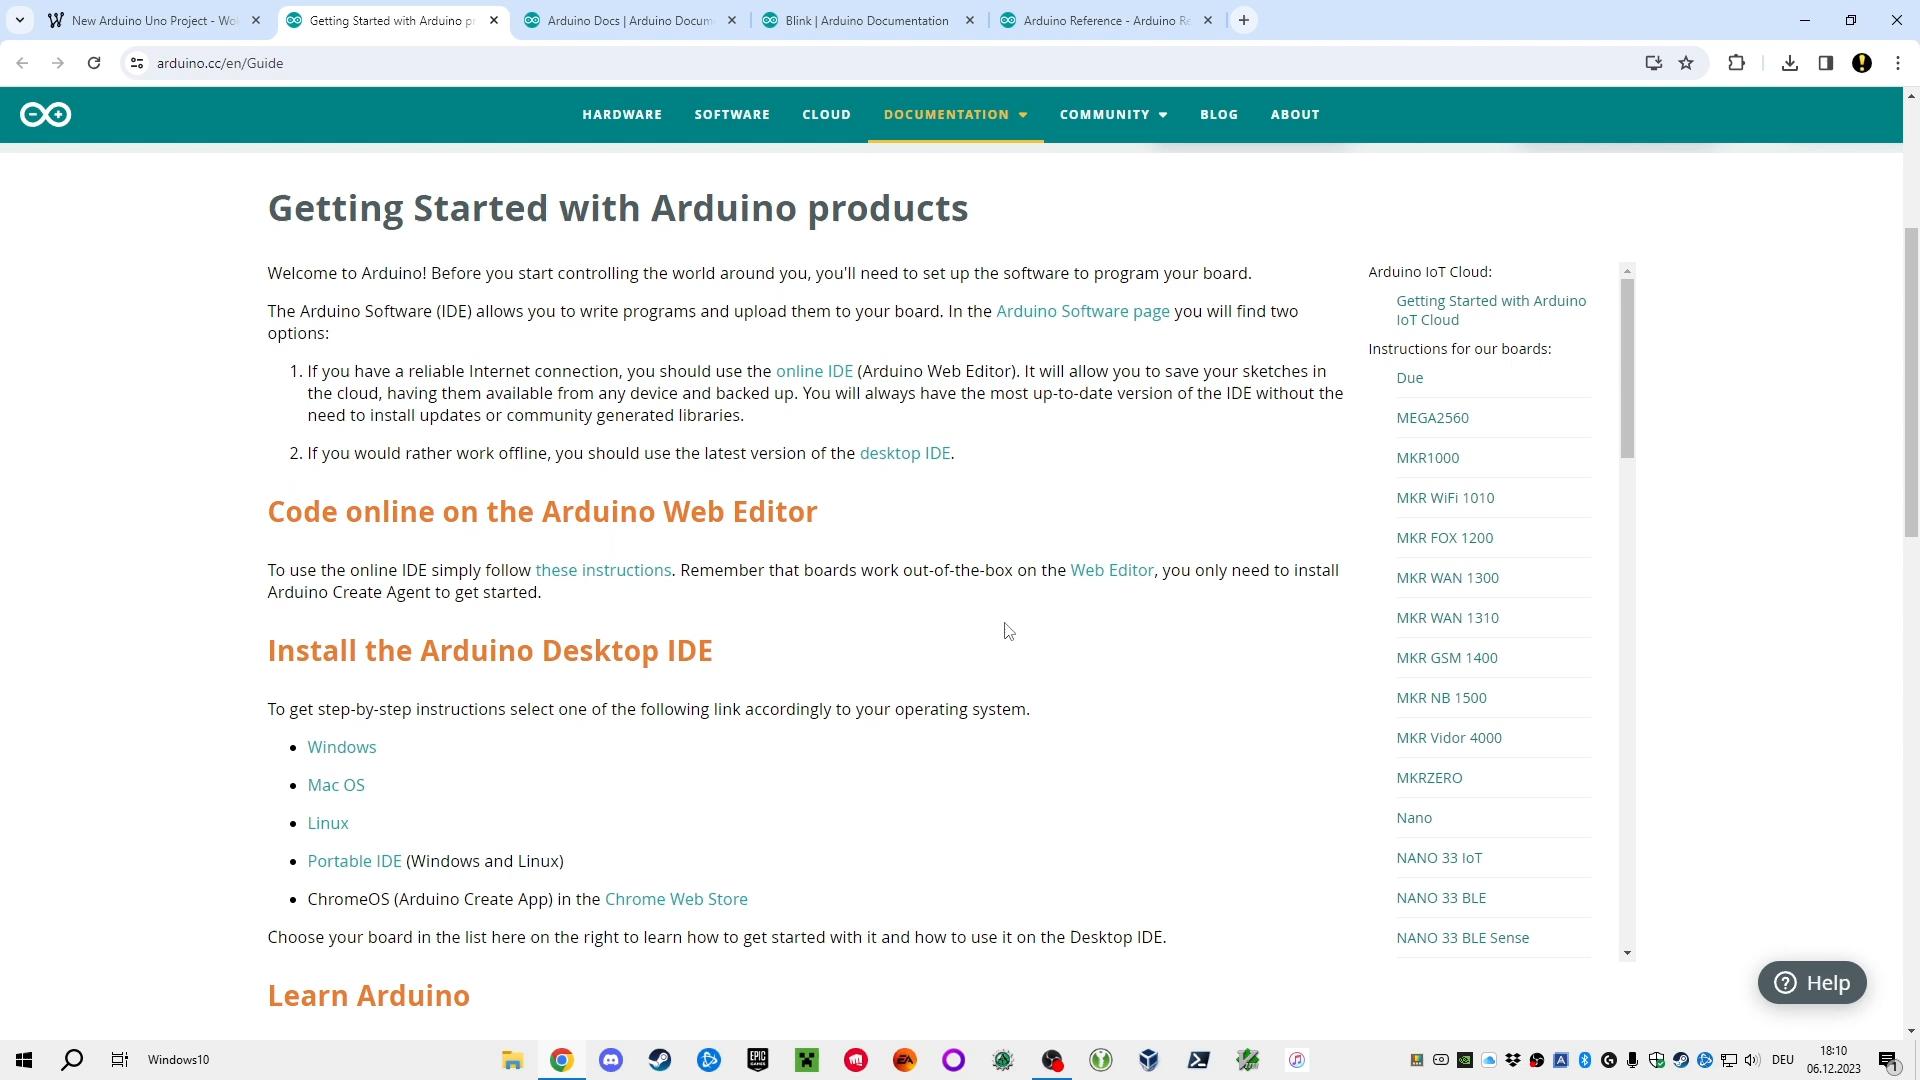 New Arduino Uno Project - Wok
Getting Started with Arduino pr
Arduino Docs | Arduino Docum
Blink | Arduino Documentation
Arduino Reference - Arduino Re
arduino.cc/en/Guide
HARDWARE SOFTWARE CLOUD DOCUMENTATION COMMUNITY BLOG ABOUT
Getting Started with Arduino products
Welcome to Arduino! Before you start controlling the world around you, you'll need to set up the software to program your board.
The Arduino Software (IDE) allows you to write programs and upload them to your board. In the Arduino Software page you will find two
options:
1. If you have a reliable Internet connection, you should use the online IDE (Arduino Web Editor). It will allow you to save your sketches in
the cloud, having them available from any device and backed up. You will always have the most up-to-date version of the IDE without the
need to install updates or community generated libraries.
2. If you would rather work offline, you should use the latest version of the desktop IDE.
Code online on the Arduino Web Editor
To use the online IDE simply follow these instructions. Remember that boards work out-of-the-box on the Web Editor, you only need to install
Arduino Create Agent to get started.
Install the Arduino Desktop IDE
To get step-by-step instructions select one of the following link accordingly to your operating system.
Windows
Mac OS
Linux
Portable IDE (Windows and Linux)
ChromeOS (Arduino Create App) in the Chrome Web Store
Choose your board in the list here on the right to learn how to get started with it and how to use it on the Desktop IDE.
Learn Arduino
Arduino IoT Cloud:
Getting Started with Arduino
IoT Cloud
Instructions for our boards:
Due
MEGA2560
MKR1000
MKR WiFi 1010
MKR FOX 1200
MKR WAN 1300
MKR WAN 1310
MKR GSM 1400
MKR NB 1500
MKR Vidor 4000
MKRZERO
Nano
NANO 33 IoT
NANO 33 BLE
NANO 33 BLE Sense
Help
Windows10
EPIC
GAMES
EA
DEU
18:10
06.12.2023
1